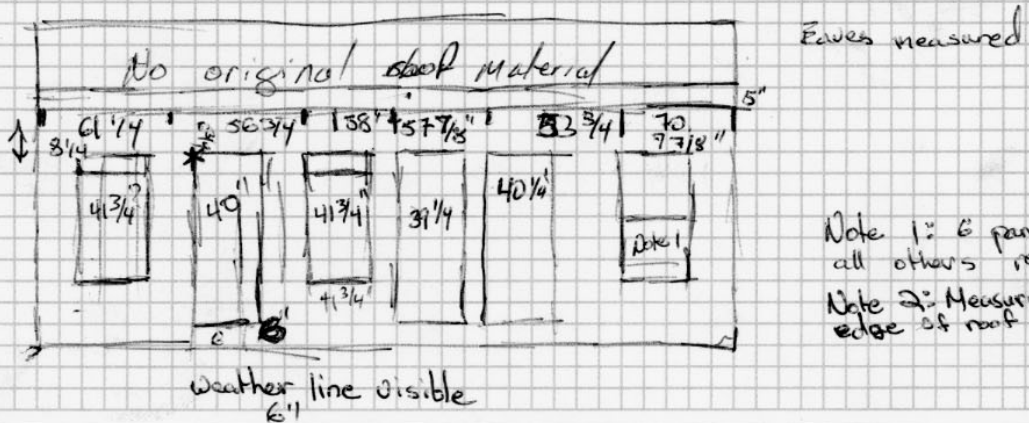 Eaves measured
No original roof material
5"
61 1/4 56 3/4 58" 57 7/8" 53 3/4 70
8 1/4 9 7/8"
41 3/4" 40" 41 3/4" 39 1/4 40 1/4"
Note 1
41 3/4"
6 6"
weather line visible
6"
Note 1: 6 pan
all others
Note 2: Measur
edge of roof